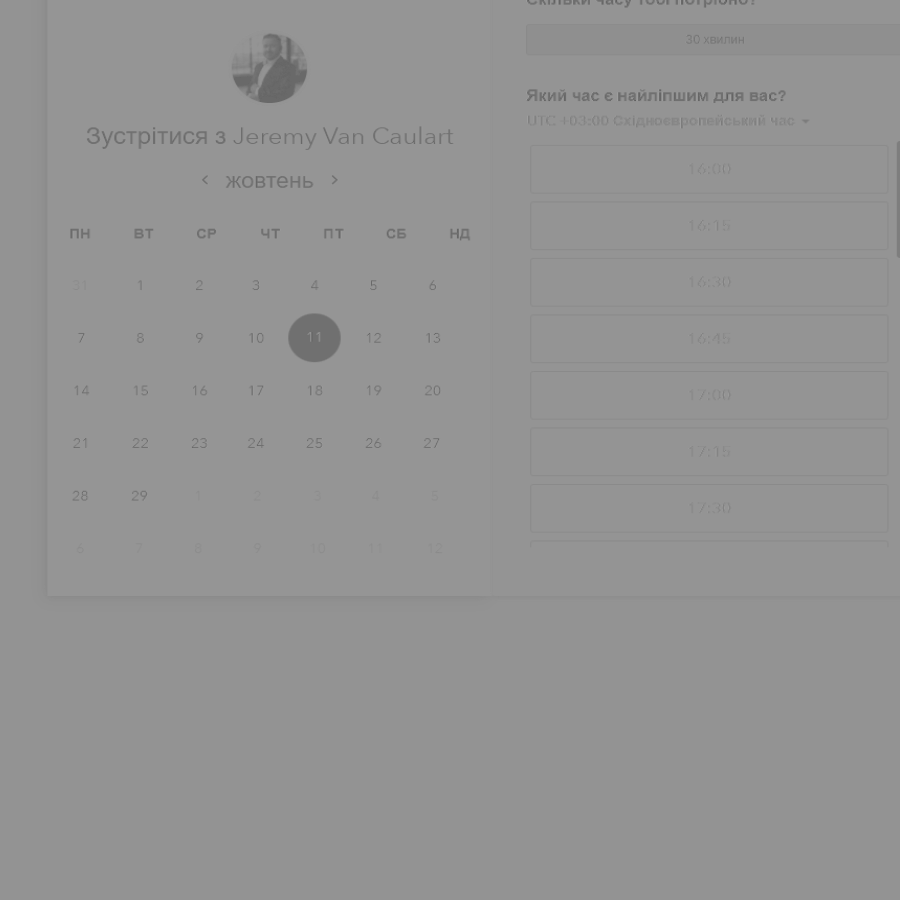 Скільки часу тобі потрібно?
30 хвилин
Зустрітися з Jeremy Van Caulart
жовтень
ПН ВТ СР ЧТ ПТ СБ НД
31 1 2 3 4 5 6
7 8 9 10 11 12 13
14 15 16 17 18 19 20
21 22 23 24 25 26 27
28 29 1 2 3 4 5
6 7 8 9 10 11 12
Який час є найліпшим для вас?
UTC +03:00 Східноєвропейський час
16:00
16:15
16:30
16:45
17:00
17:15
17:30